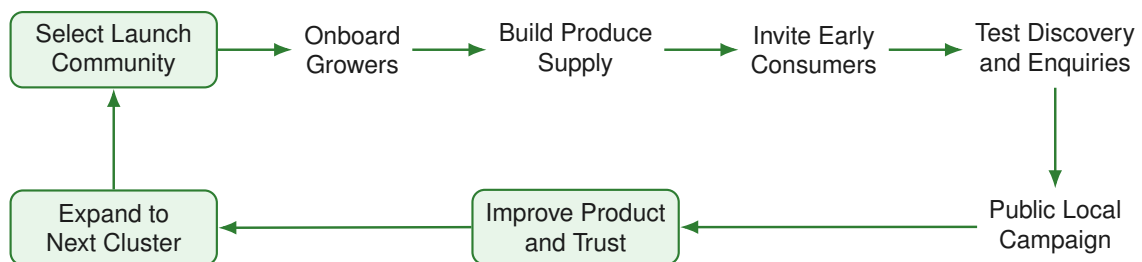 Select Launch
Community
Onboard
Growers
Build Produce
Supply
Invite Early
Consumers
Test Discovery
and Enquiries
Public Local
Campaign
Improve Product
and Trust
Expand to
Next Cluster